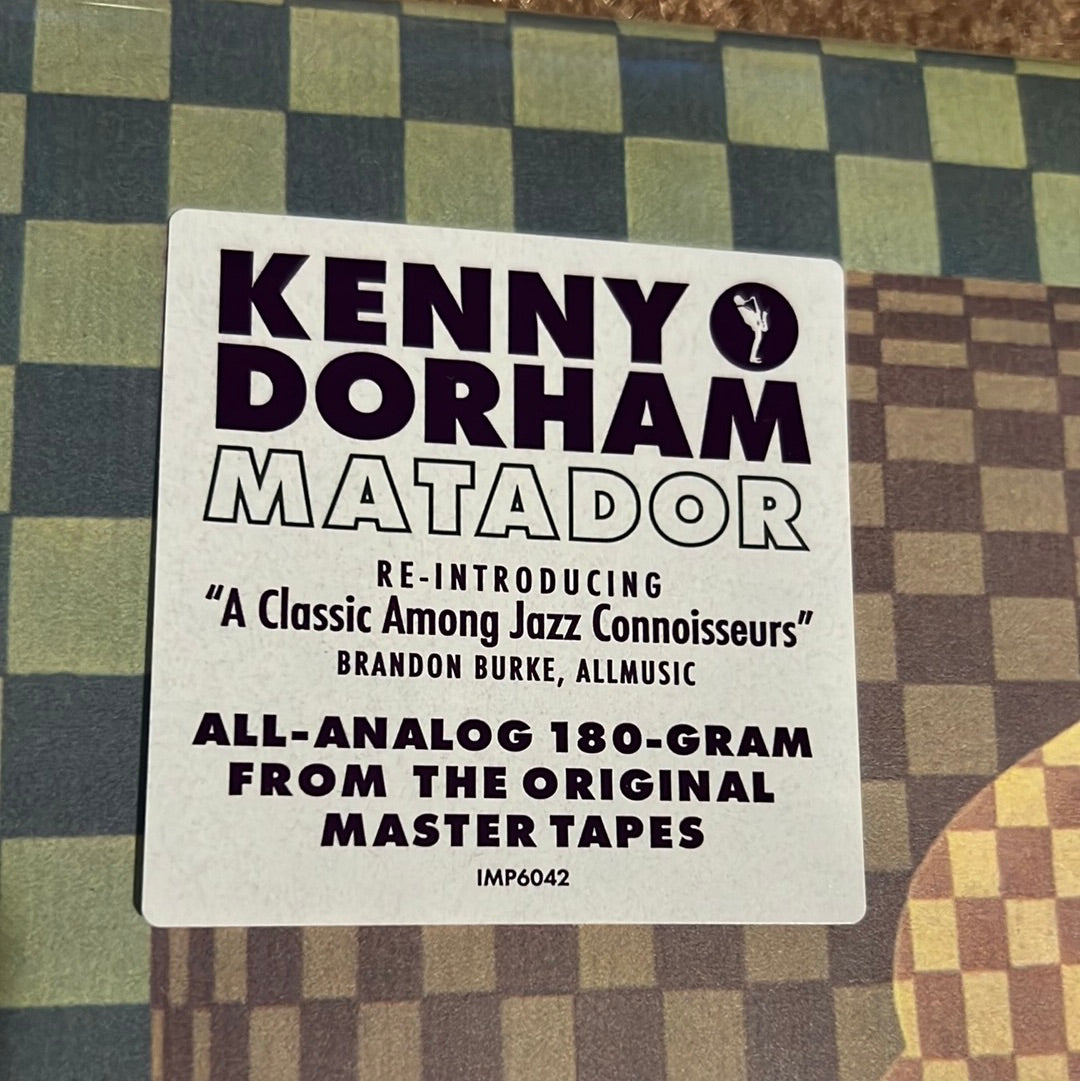 KENNY
DORHAM
MATADOR
RE-INTRODUCING
“A Classic Among Jazz Connoisseurs”
BRANDON BURKE, ALLMUSIC
ALL-ANALOG 180-GRAM
FROM THE ORIGINAL
MASTER TAPES
IMP6042